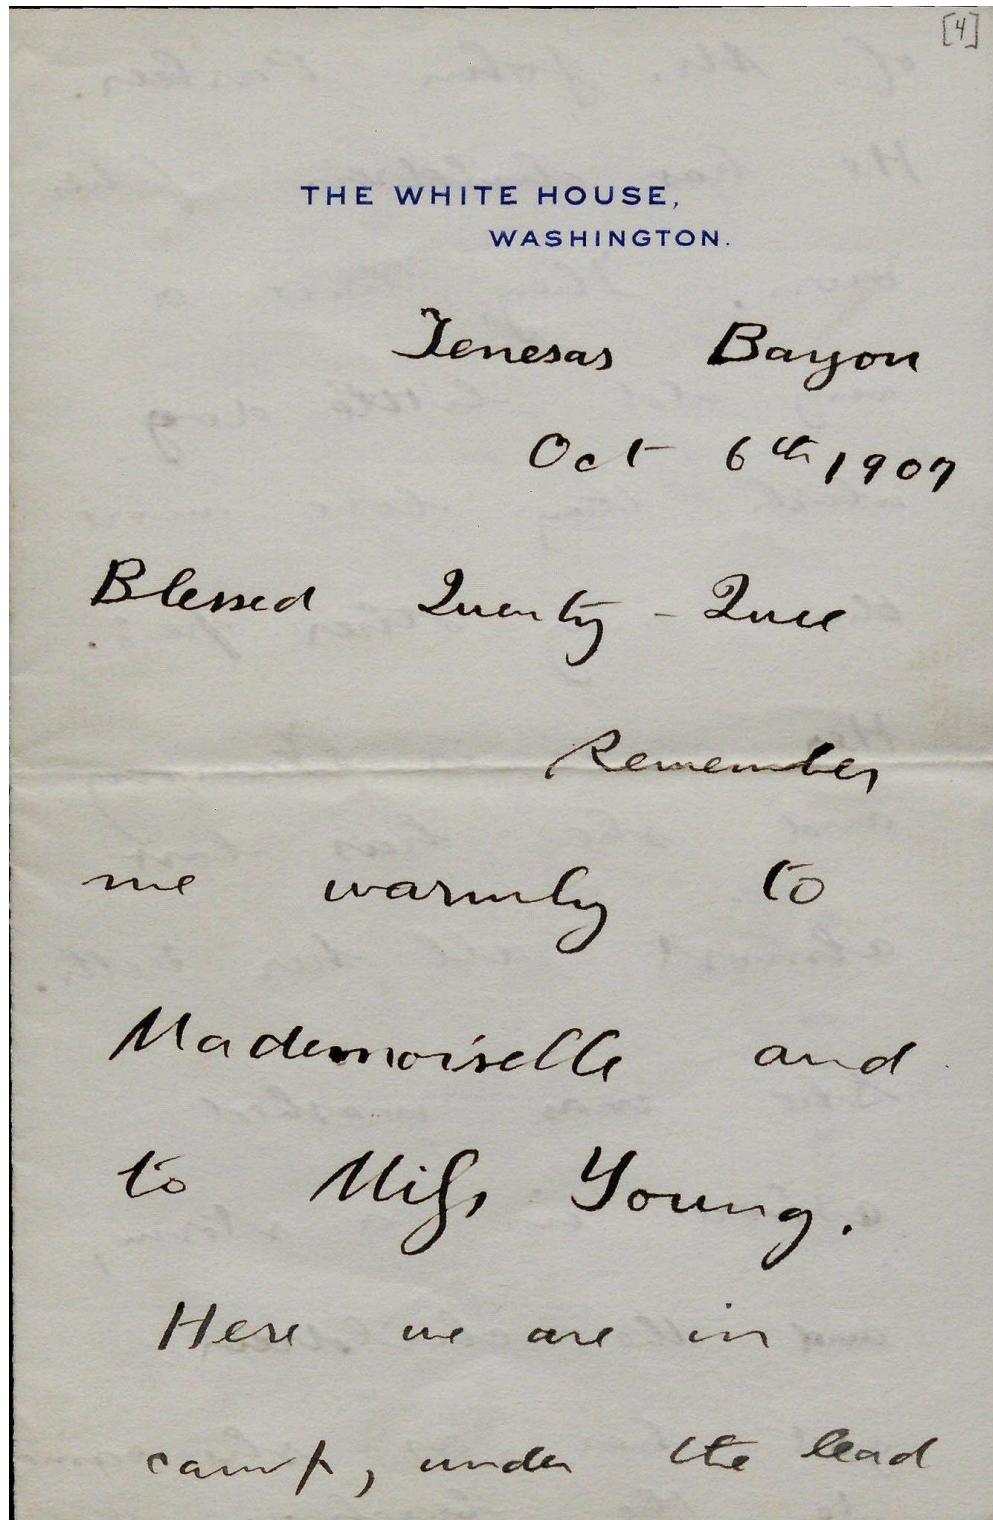 [4]
THE WHITE HOUSE,
WASHINGTON.
Tenesas Bayou
Oct 6th 1907
Blessed Quenty-Quee
Remember
me warmly to
Mademoiselle and
to Miss Young.
Here we are in
camp, under the lead